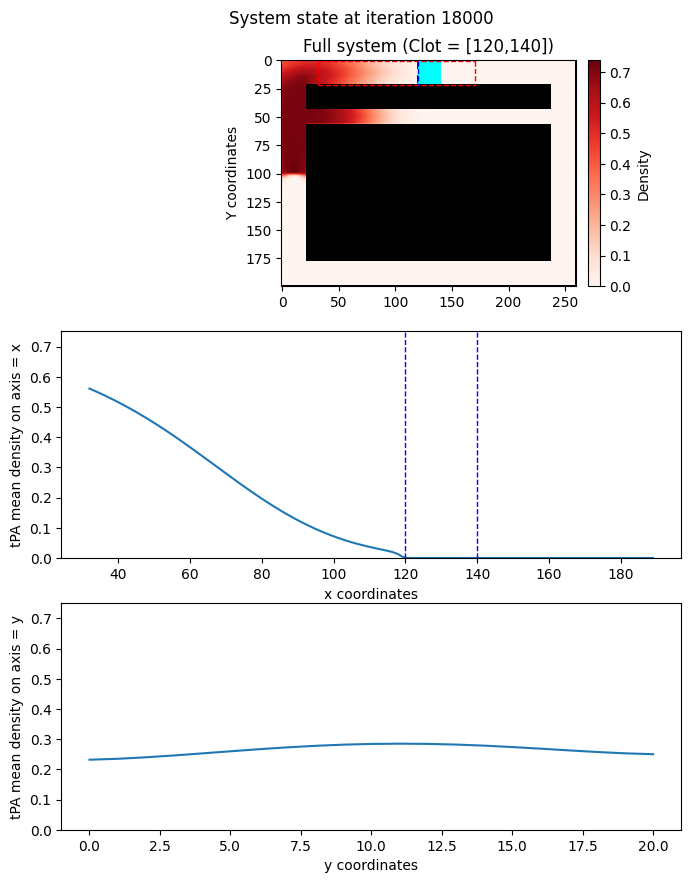 System state at iteration 18000
Full system (Clot = [120,140])
0
25
50
75
100
125
150
175
Y coordinates
0 50 100 150 200 250
0.7
0.6
0.5
0.4
0.3
0.2
0.1
0.0
Density
0.7
0.6
0.5
0.4
0.3
0.2
0.1
0.0
tPA mean density on axis = x
40 60 80 100 120 140 160 180
x coordinates
0.7
0.6
0.5
0.4
0.3
0.2
0.1
0.0
tPA mean density on axis = y
0.0 2.5 5.0 7.5 10.0 12.5 15.0 17.5 20.0
y coordinates